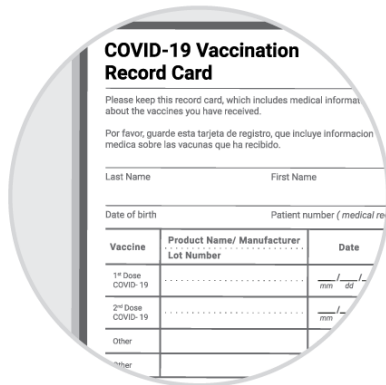 COVID-19 Vaccination
Record Card
Please keep this record card, which includes medical
about the vaccines you have received.
Por favor, guarde esta tarjeta de registro, que incluye informacion
medica sobre las vacunas que ha recibido.
Last Name First Name
Date of birth Patient number ( medical
Vaccine Product Name/ Manufacturer Date
Lot Number
1st Dose
COVID- 19
mm dd
2nd Dose
COVID- 19
mm
Other
Other